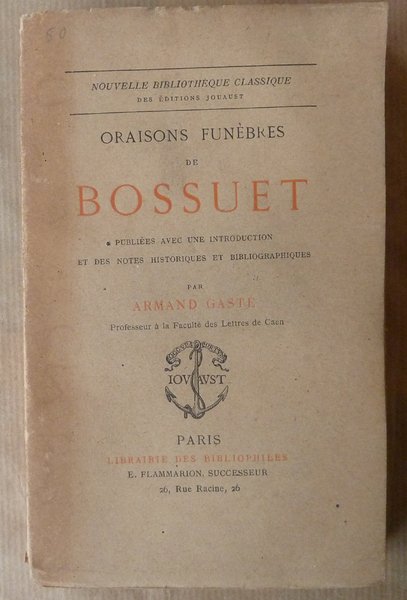 80
NOUVELLE BIBLIOTHÈQUE CLASSIQUE
DES ÉDITIONS JOUAUST
ORAISONS FUNÈBRES
DE
BOSSUET
PUBLIÉES AVEC UNE INTRODUCTION
ET DES NOTES HISTORIQUES ET BIBLIOGRAPHIQUES
PAR
ARMAND GASTÉ
Professeur à la Faculté des Lettres de Caen
IOVAVST
PARIS
LIBRAIRIE DES BIBLIOPHILES
E. FLAMMARION, SUCCESSEUR
26, Rue Racine, 26